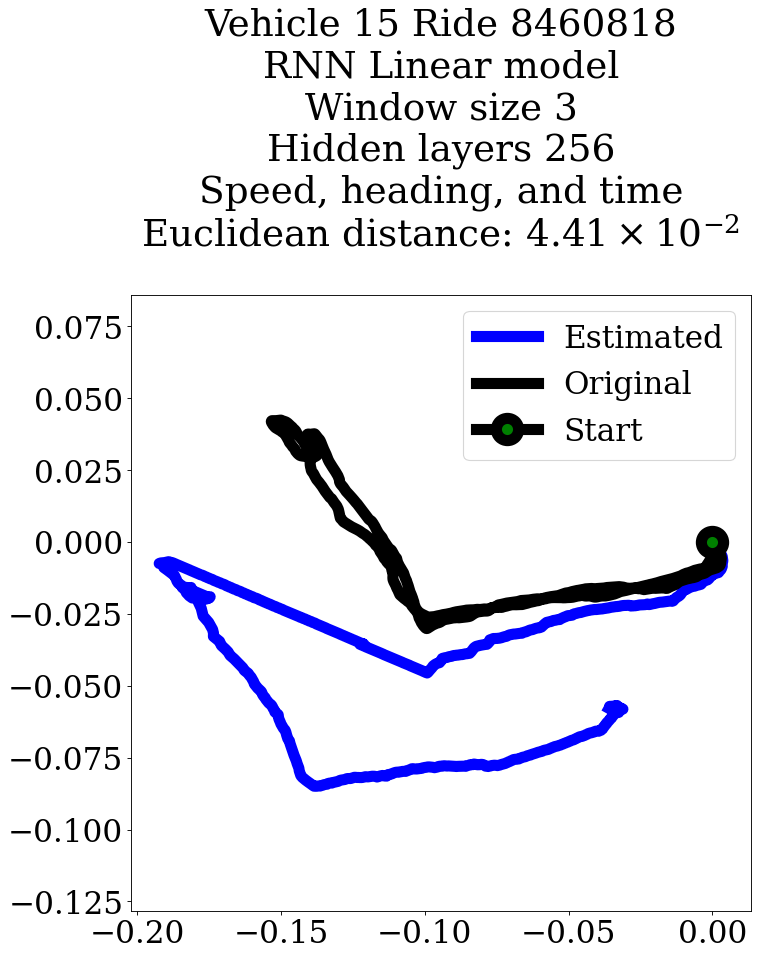 Vehicle 15 Ride 8460818
RNN Linear model
Window size 3
Hidden layers 256
Speed, heading, and time
Euclidean distance: 4.41 × 10⁻²
Estimated
Original
Start
0.075
0.050
0.025
0.000
−0.025
−0.050
−0.075
−0.100
−0.125
−0.20 −0.15 −0.10 −0.05 0.00